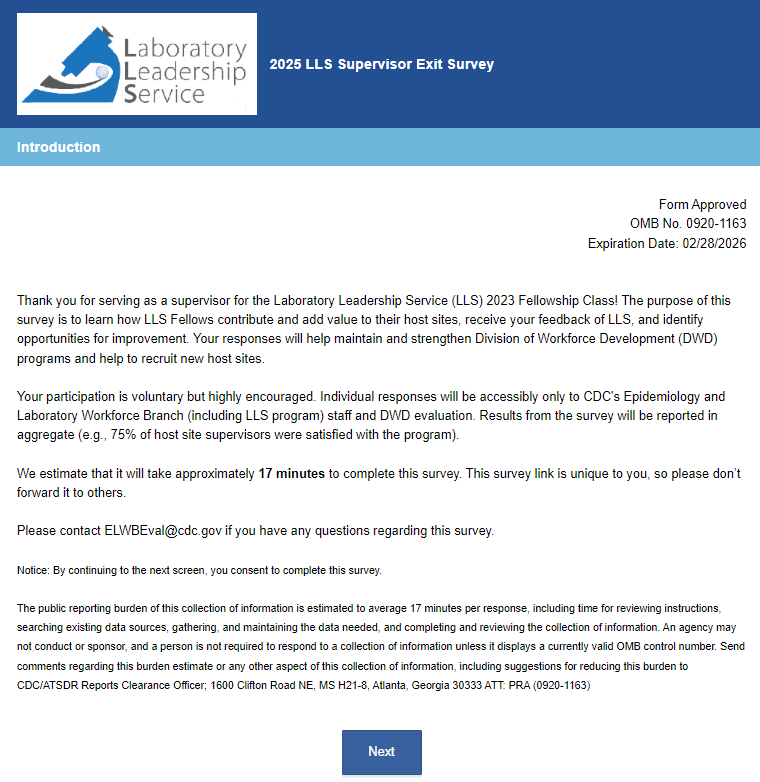 Laboratory
Leadership
Service
2025 LLS Supervisor Exit Survey
Introduction
Form Approved
OMB No. 0920-1163
Expiration Date: 02/28/2026
Thank you for serving as a supervisor for the Laboratory Leadership Service (LLS) 2023 Fellowship Class! The purpose of this
survey is to learn how LLS Fellows contribute and add value to their host sites, receive your feedback of LLS, and identify
opportunities for improvement. Your responses will help maintain and strengthen Division of Workforce Development (DWD)
programs and help to recruit new host sites.
Your participation is voluntary but highly encouraged. Individual responses will be accessibly only to CDC's Epidemiology and
Laboratory Workforce Branch (including LLS program) staff and DWD evaluation. Results from the survey will be reported in
aggregate (e.g., 75% of host site supervisors were satisfied with the program).
We estimate that it will take approximately 17 minutes to complete this survey. This survey link is unique to you, so please don't
forward it to others.
Please contact ELWBEval@cdc.gov if you have any questions regarding this survey.
Notice: By continuing to the next screen, you consent to complete this survey.
The public reporting burden of this collection of information is estimated to average 17 minutes per response, including time for reviewing instructions,
searching existing data sources, gathering, and maintaining the data needed, and completing and reviewing the collection of information. An agency may
not conduct or sponsor, and a person is not required to respond to a collection of information unless it displays a currently valid OMB control number. Send
comments regarding this burden estimate or any other aspect of this collection of information, including suggestions for reducing this burden to
CDC/ATSDR Reports Clearance Officer; 1600 Clifton Road NE, MS H21-8, Atlanta, Georgia 30333 ATT: PRA (0920-1163)
Next